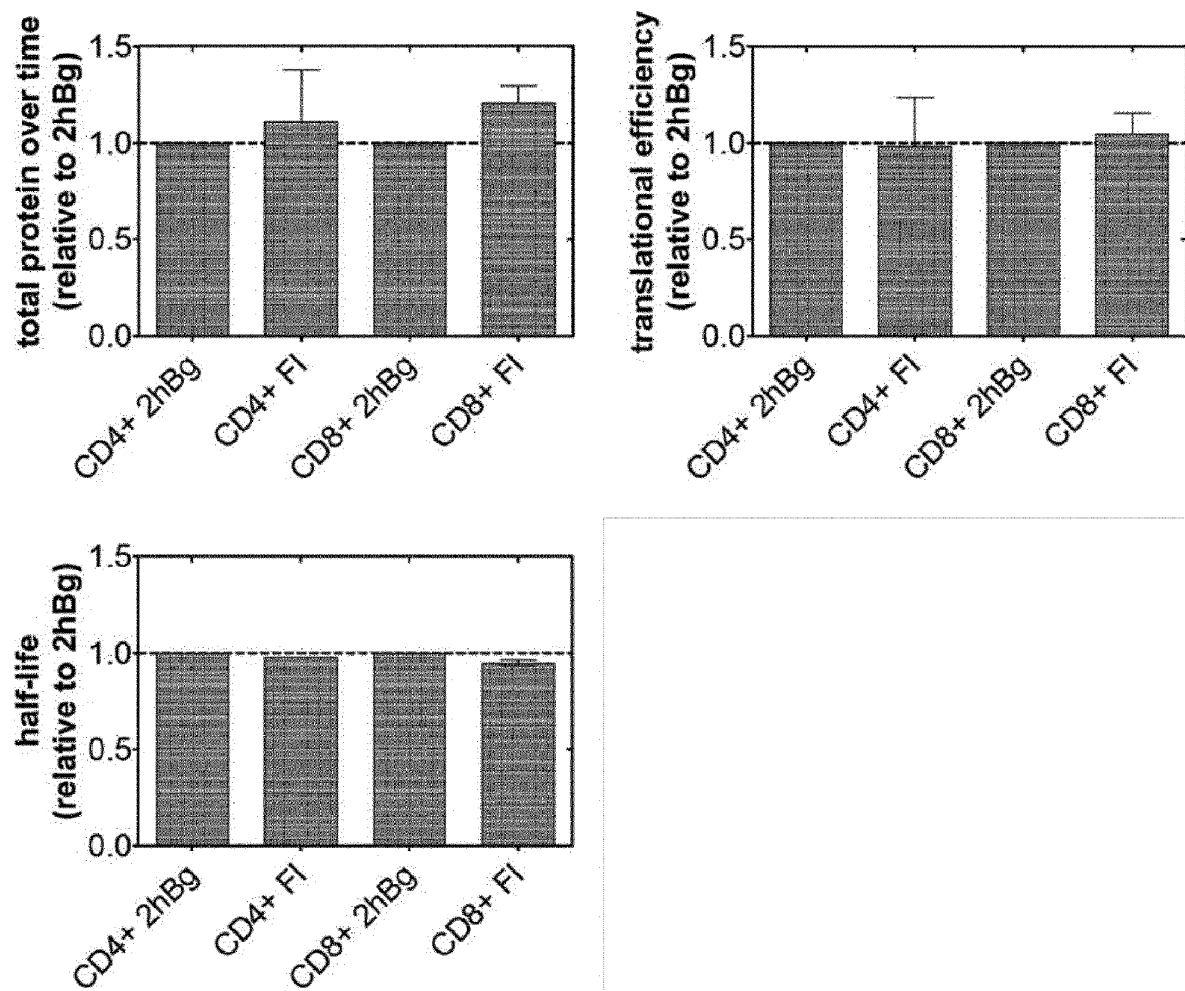 total protein over time
(relative to 2hBg)
1.5
1.0
0.5
0.0
CD4+ 2hBg
CD4+ FI
CD8+ 2hBg
CD8+ FI
translational efficiency
(relative to 2hBg)
1.5
1.0
0.5
0.0
CD4+ 2hBg
CD4+ FI
CD8+ 2hBg
CD8+ FI
half-life
(relative to 2hBg)
1.5
1.0
0.5
0.0
CD4+ 2hBg
CD4+ FI
CD8+ 2hBg
CD8+ FI